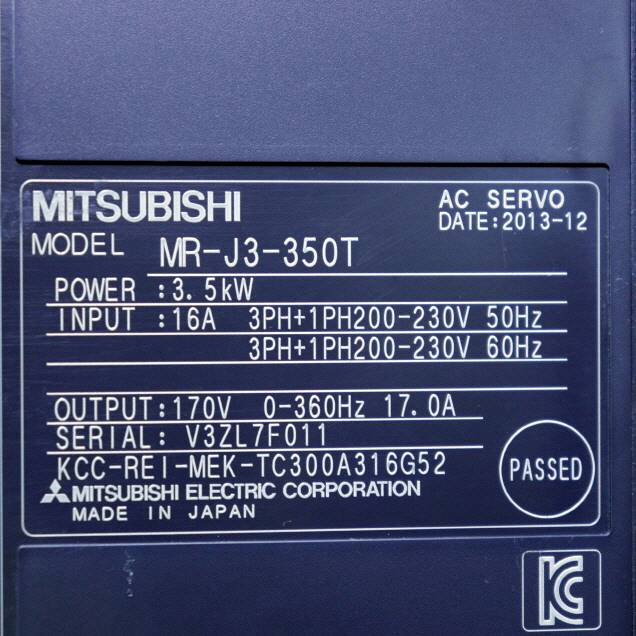 MITSUBISHI
AC SERVO
DATE:2013-12
MODEL MR-J3-350T
POWER :3.5kW
INPUT :16A 3PH+1PH200-230V 50Hz
3PH+1PH200-230V 60Hz
OUTPUT:170V 0-360Hz 17.0A
SERIAL: V3ZL7F011
KCC-REI-MEK-TC300A316G52
PASSED
MITSUBISHI ELECTRIC CORPORATION
MADE IN JAPAN
KC